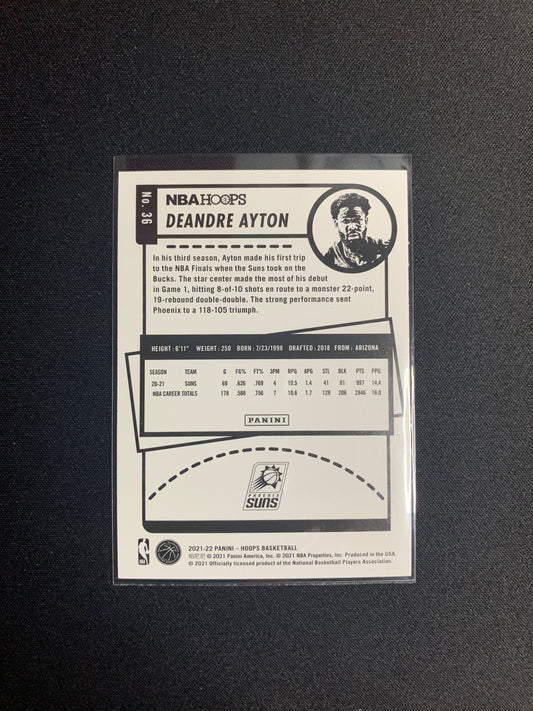 No. 36
NBA HOOPS
DEANDRE AYTON
In his third season, Ayton made his first trip
to the NBA Finals when the Suns took on the
Bucks. The star center made the most of his debut
in Game 1, hitting 8-of-10 shots en route to a monster 22-point,
19-rebound double-double. The strong performance sent
Phoenix to a 118-105 triumph.
HEIGHT: 6'11" WEIGHT: 250 BORN: 7/23/1998 DRAFTED: 2018 FROM: ARIZONA
SEASON TEAM G FG% FT% 3PM RPG APG STL BLK PTS PPG
20-21 SUNS 69 .626 .769 4 10.5 1.4 41 81 997 14.4
NBA CAREER TOTALS 178 .588 .756 7 10.6 1.7 128 206 2846 16.0
PANINI
PHOENIX
SUNS
2021-22 PANINI – HOOPS BASKETBALL
帕尼尼 © 2021 Panini America, Inc. © 2021 NBA Properties, Inc. Produced in the USA.
© 2021 Officially licensed product of the National Basketball Players Association.